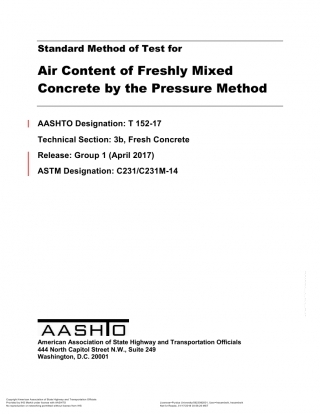 Standard Method of Test for
Air Content of Freshly Mixed
Concrete by the Pressure Method
AASHTO Designation: T 152-17
Technical Section: 3b, Fresh Concrete
Release: Group 1 (April 2017)
ASTM Designation: C231/C231M-14
AASHTO
American Association of State Highway and Transportation Officials
444 North Capitol Street N.W., Suite 249
Washington, D.C. 20001